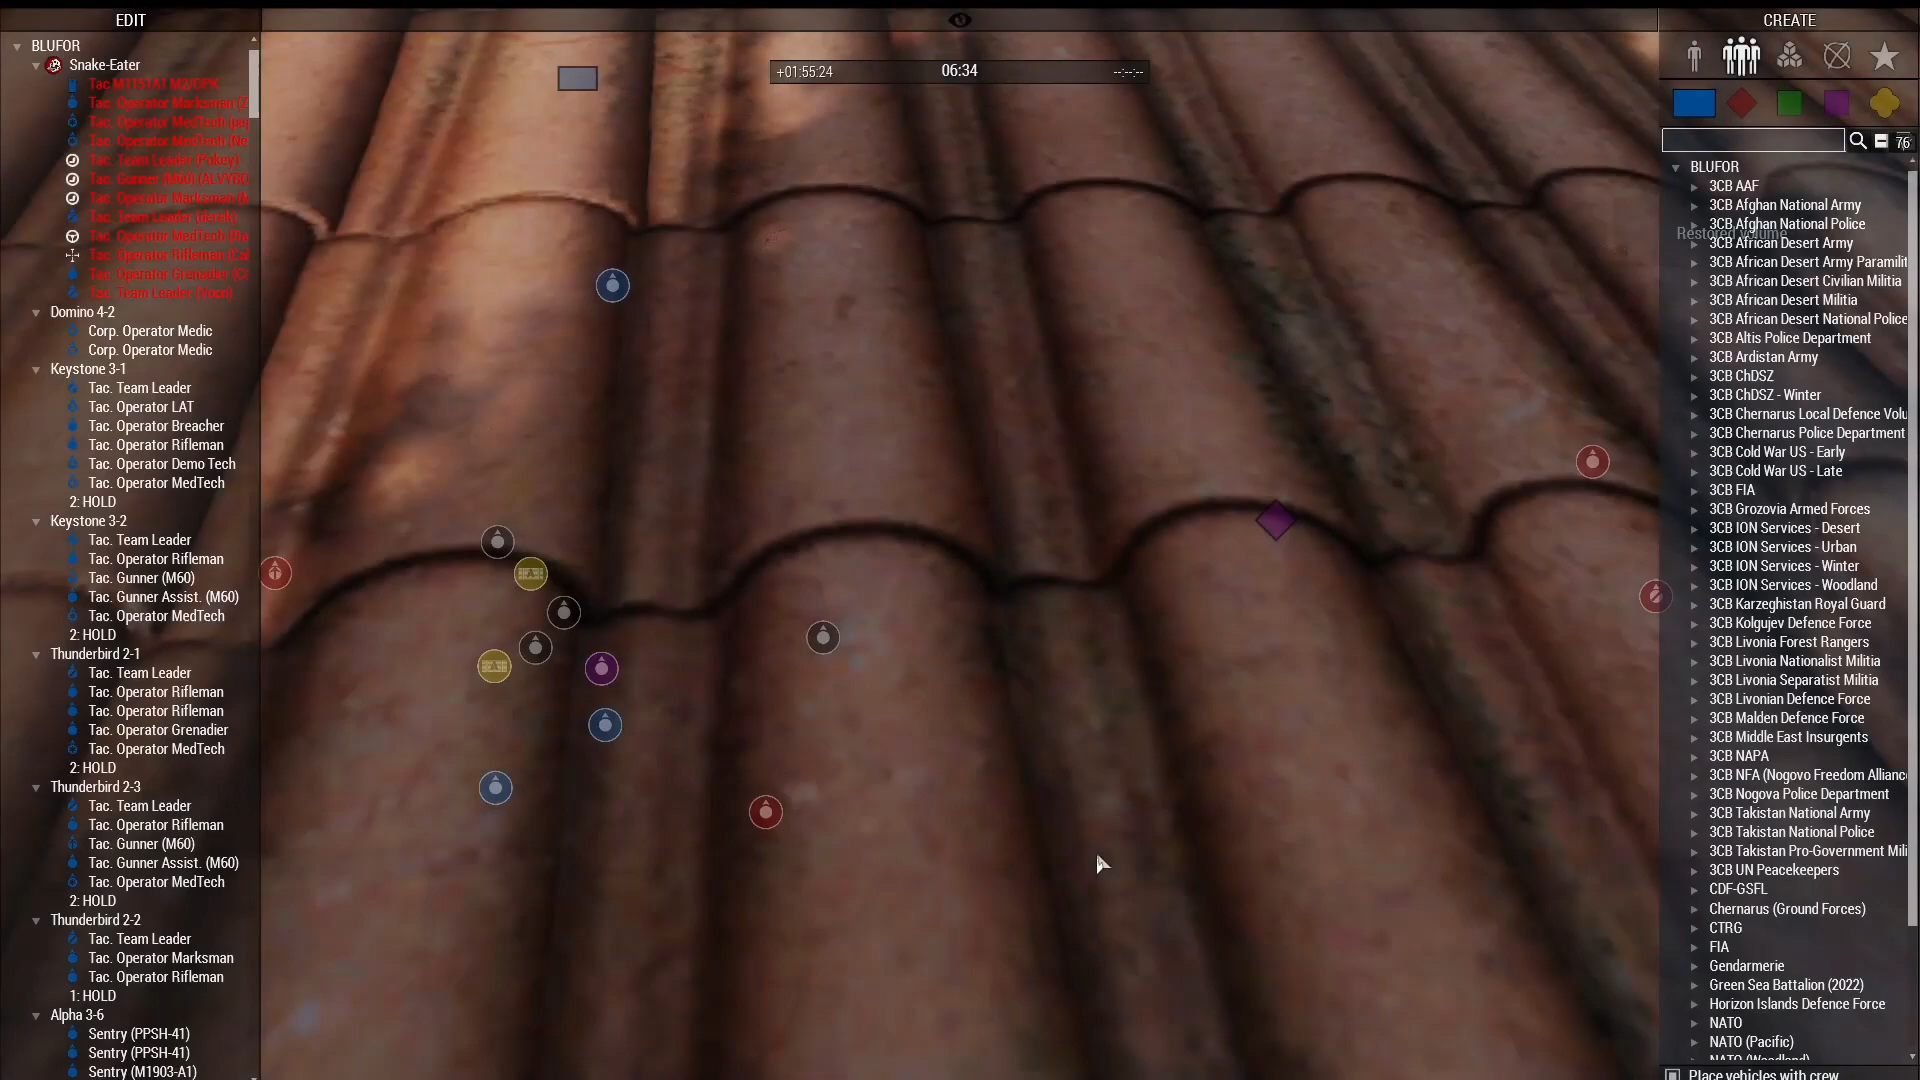 EDIT
BLUFOR
Snake-Eater
Tac M1151A1 M2/GPK
Tac. Operator Marksman (Z
Tac. Operator MedTech
Tac. Operator MedTech (Ne
Tac. Team Leader (Pokey)
Tac. Gunner (M60)
Tac. Operator Marksman
Tac. Team Leader (derek)
Tac. Operator MedTech (Ra
Tac. Operator Rifleman (Cal
Tac. Operator Grenadier
Tac. Team Leader
Domino 4-2
Corp. Operator Medic
Corp. Operator Medic
Keystone 3-1
Tac. Team Leader
Tac. Operator LAT
Tac. Operator Breacher
Tac. Operator Rifleman
Tac. Operator Demo Tech
Tac. Operator MedTech
2: HOLD
Keystone 3-2
Tac. Team Leader
Tac. Operator Rifleman
Tac. Gunner (M60)
Tac. Gunner Assist. (M60)
Tac. Operator MedTech
2: HOLD
Thunderbird 2-1
Tac. Team Leader
Tac. Operator Rifleman
Tac. Operator Rifleman
Tac. Operator Grenadier
Tac. Operator MedTech
2: HOLD
Thunderbird 2-3
Tac. Team Leader
Tac. Operator Rifleman
Tac. Gunner (M60)
Tac. Gunner Assist. (M60)
Tac. Operator MedTech
2: HOLD
Thunderbird 2-2
Tac. Team Leader
Tac. Operator Marksman
Tac. Operator Rifleman
1: HOLD
Alpha 3-6
Sentry (PPSH-41)
Sentry (PPSH-41)
Sentry (M1903-A1)
+01:55:24
06:34
--:--:--
CREATE
76
BLUFOR
3CB AAF
3CB Afghan National Army
3CB Afghan National Police
Restored volume
3CB African Desert Army
3CB African Desert Army Paramilit
3CB African Desert Civilian Militia
3CB African Desert Militia
3CB African Desert National Police
3CB Altis Police Department
3CB Ardistan Army
3CB ChDSZ
3CB ChDSZ - Winter
3CB Chernarus Local Defence Volu
3CB Chernarus Police Department
3CB Cold War US - Early
3CB Cold War US - Late
3CB FIA
3CB Grozovia Armed Forces
3CB ION Services - Desert
3CB ION Services - Urban
3CB ION Services - Winter
3CB ION Services - Woodland
3CB Karzeghistan Royal Guard
3CB Kolgujev Defence Force
3CB Livonia Forest Rangers
3CB Livonia Nationalist Militia
3CB Livonia Separatist Militia
3CB Livonian Defence Force
3CB Malden Defence Force
3CB Middle East Insurgents
3CB NAPA
3CB NFA (Nogovo Freedom Alliance
3CB Nogova Police Department
3CB Takistan National Army
3CB Takistan National Police
3CB Takistan Pro-Government Mili
3CB UN Peacekeepers
CDF-GSFL
Chernarus (Ground Forces)
CTRG
FIA
Gendarmerie
Green Sea Battalion (2022)
Horizon Islands Defence Force
NATO
NATO (Pacific)
NATO (Woodland)
Place vehicles with crew